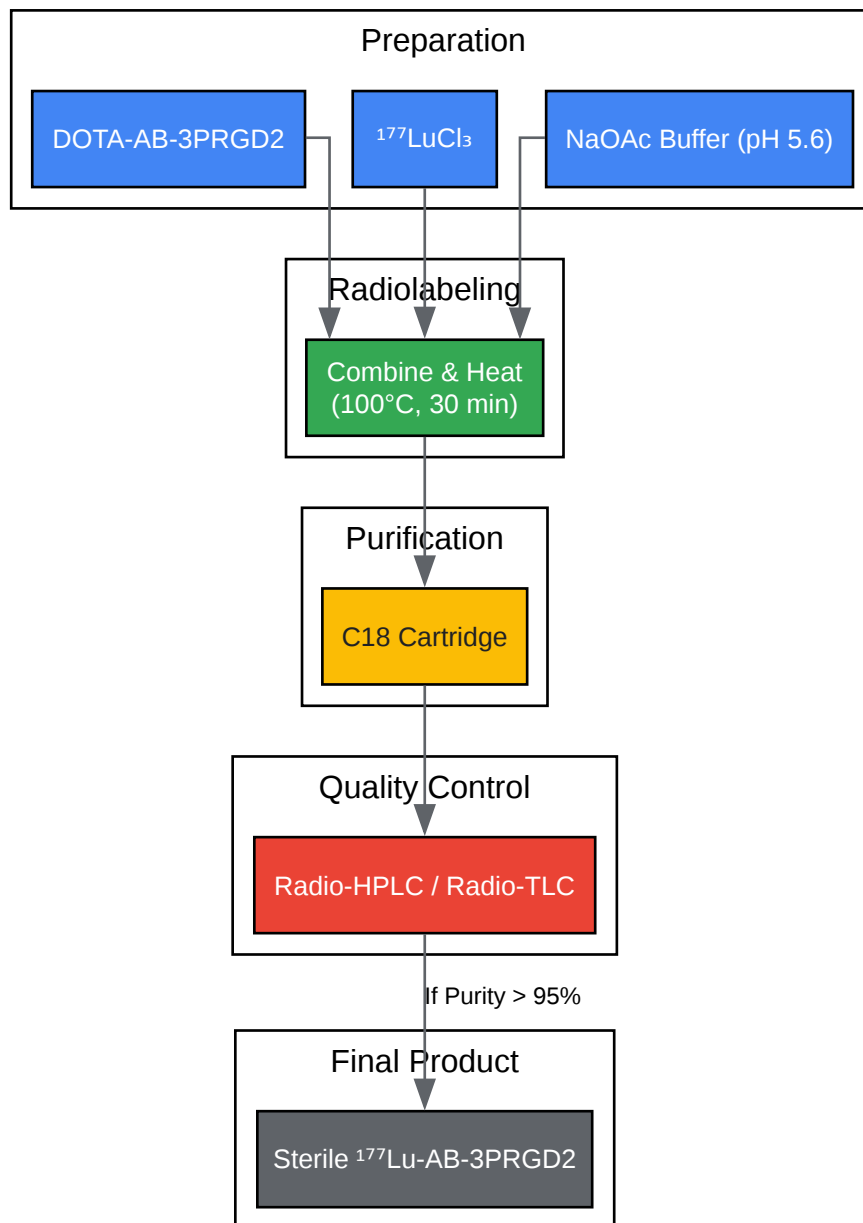 Preparation
DOTA-AB-3PRGD2
¹⁷⁷LuCl₃
NaOAc Buffer (pH 5.6)
Radiolabeling
Combine & Heat
(100°C, 30 min)
Purification
C18 Cartridge
Quality Control
Radio-HPLC / Radio-TLC
If Purity > 95%
Final Product
Sterile ¹⁷⁷Lu-AB-3PRGD2